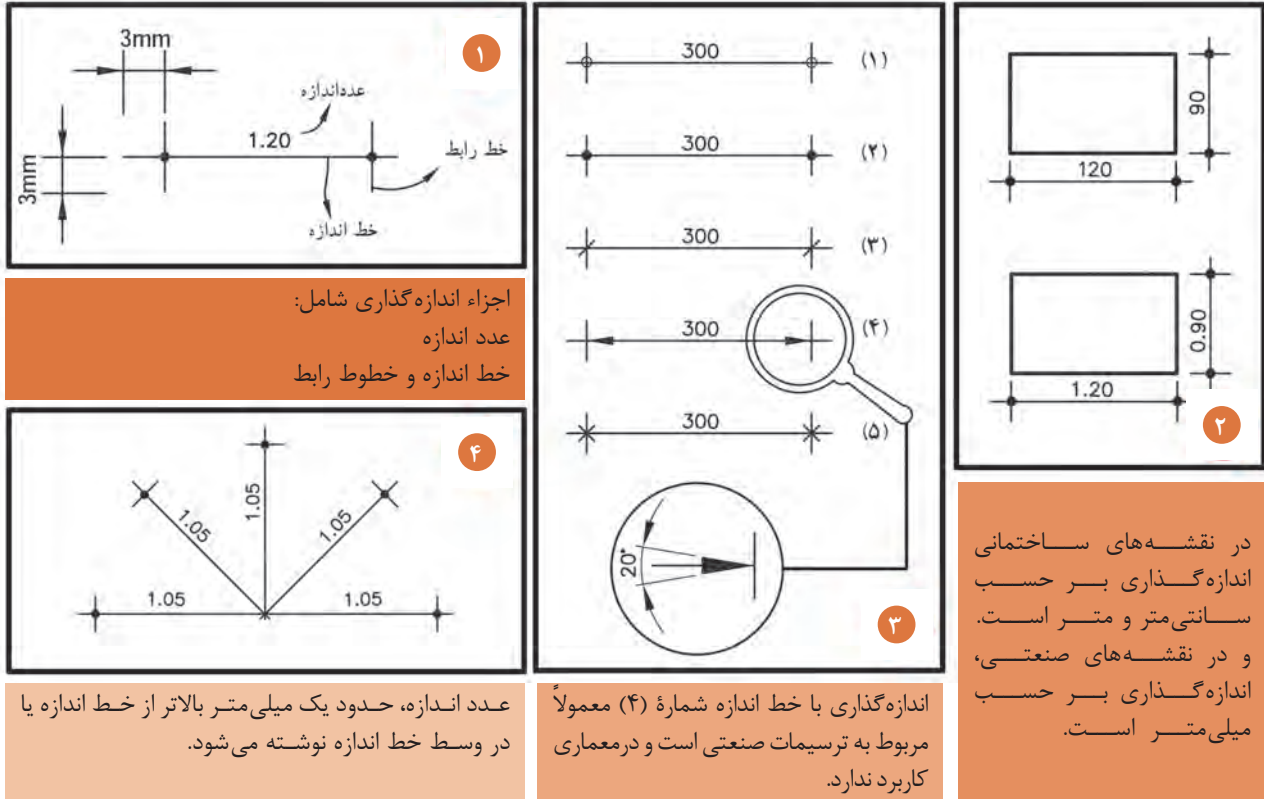 ۱
3mm
3mm
1.20
عدداندازه
خط رابط
خط اندازه
اجزاء اندازه‌گذاری شامل:
عدد اندازه
خط اندازه و خطوط رابط
90
120
0.90
1.20
۲
در نقشه‌های ساختمانی
اندازه‌گذاری بر حسب
سانتی‌متر و متر است.
و در نقشه‌های صنعتی،
اندازه‌گذاری بر حسب
میلی‌متر است.
300 (۱)
300 (۲)
300 (۳)
300 (۴)
300 (۵)
20°
۳
اندازه‌گذاری با خط اندازه شمارهٔ (۴) معمولاً
مربوط به ترسیمات صنعتی است و درمعماری
کاربرد ندارد.
۴
1.05
1.05
1.05
1.05
1.05
عدد اندازه، حدود یک میلی‌متر بالاتر از خط اندازه یا
در وسط خط اندازه نوشته می‌شود.